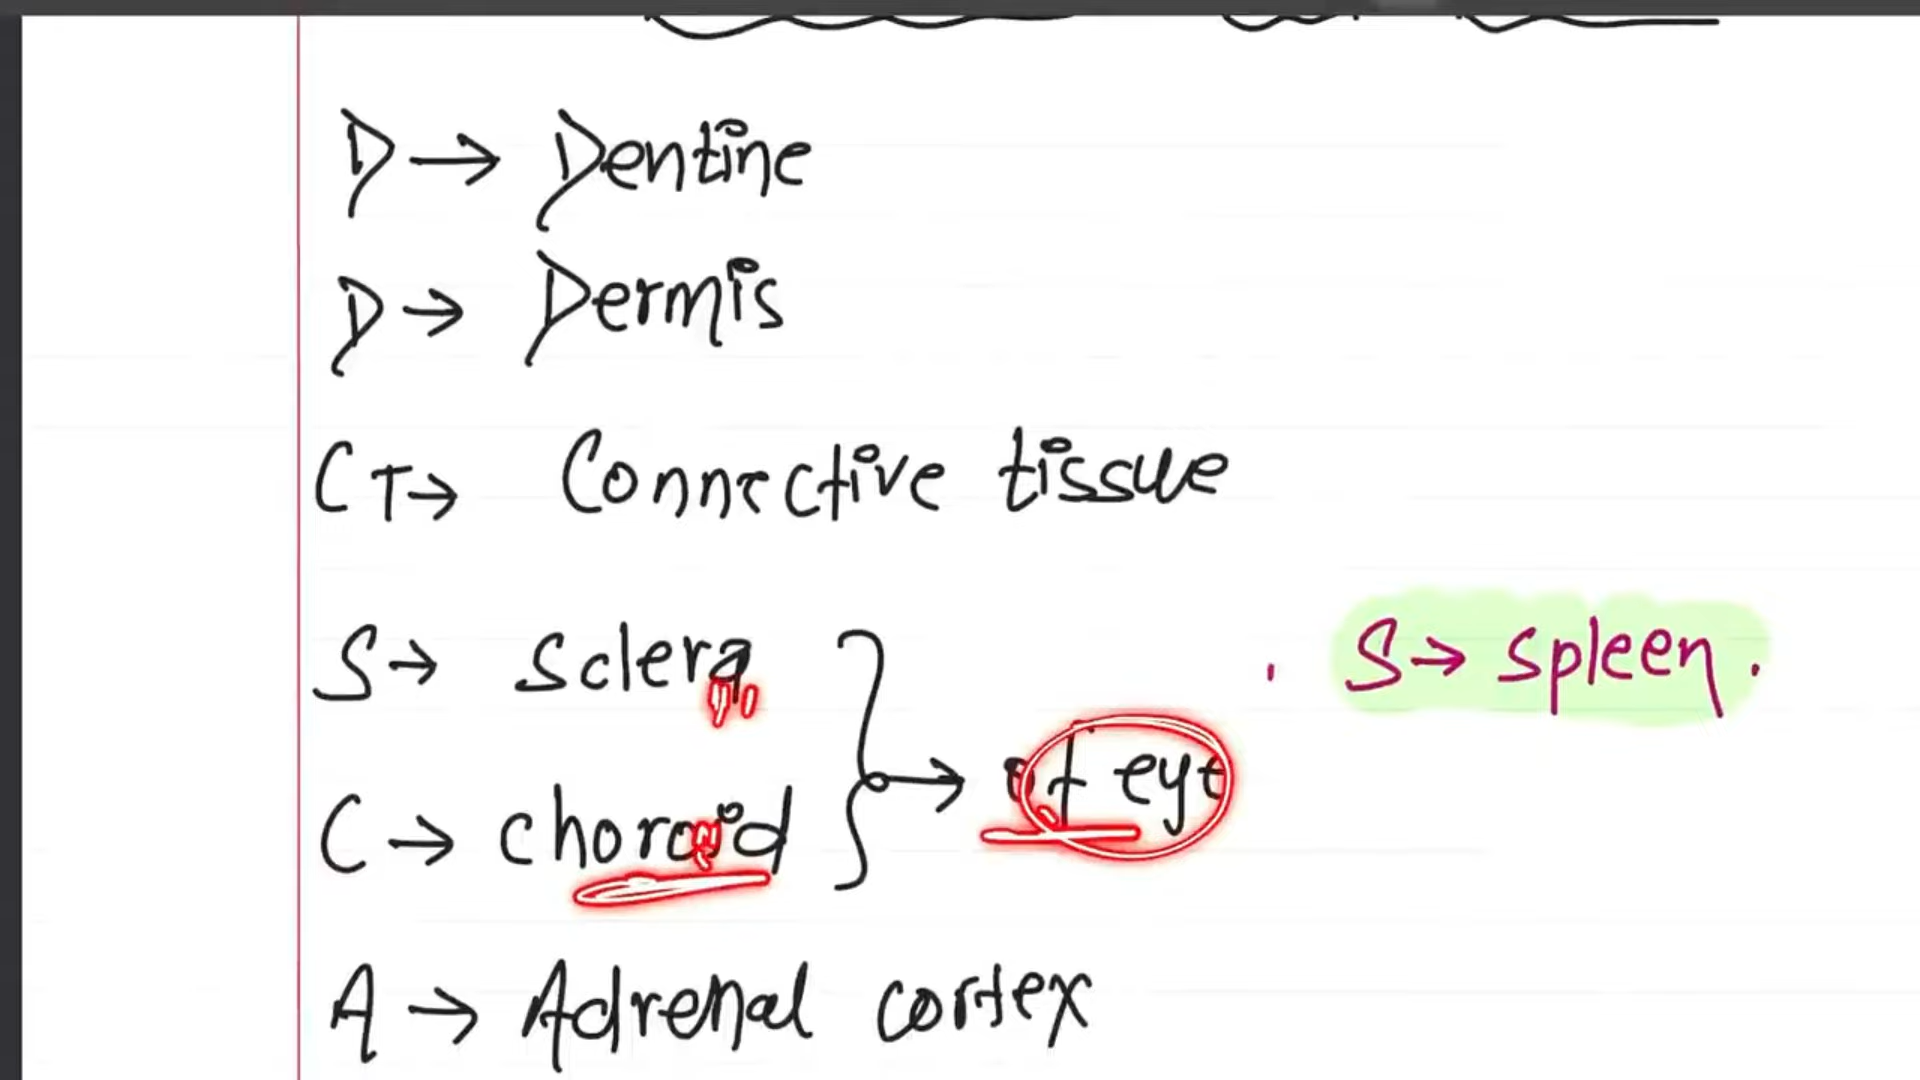 D → Dentine
D → Dermis
CT → Connective tissue
S → Sclera
. S → Spleen .
C → choroid
→ of eye
A → Adrenal cortex